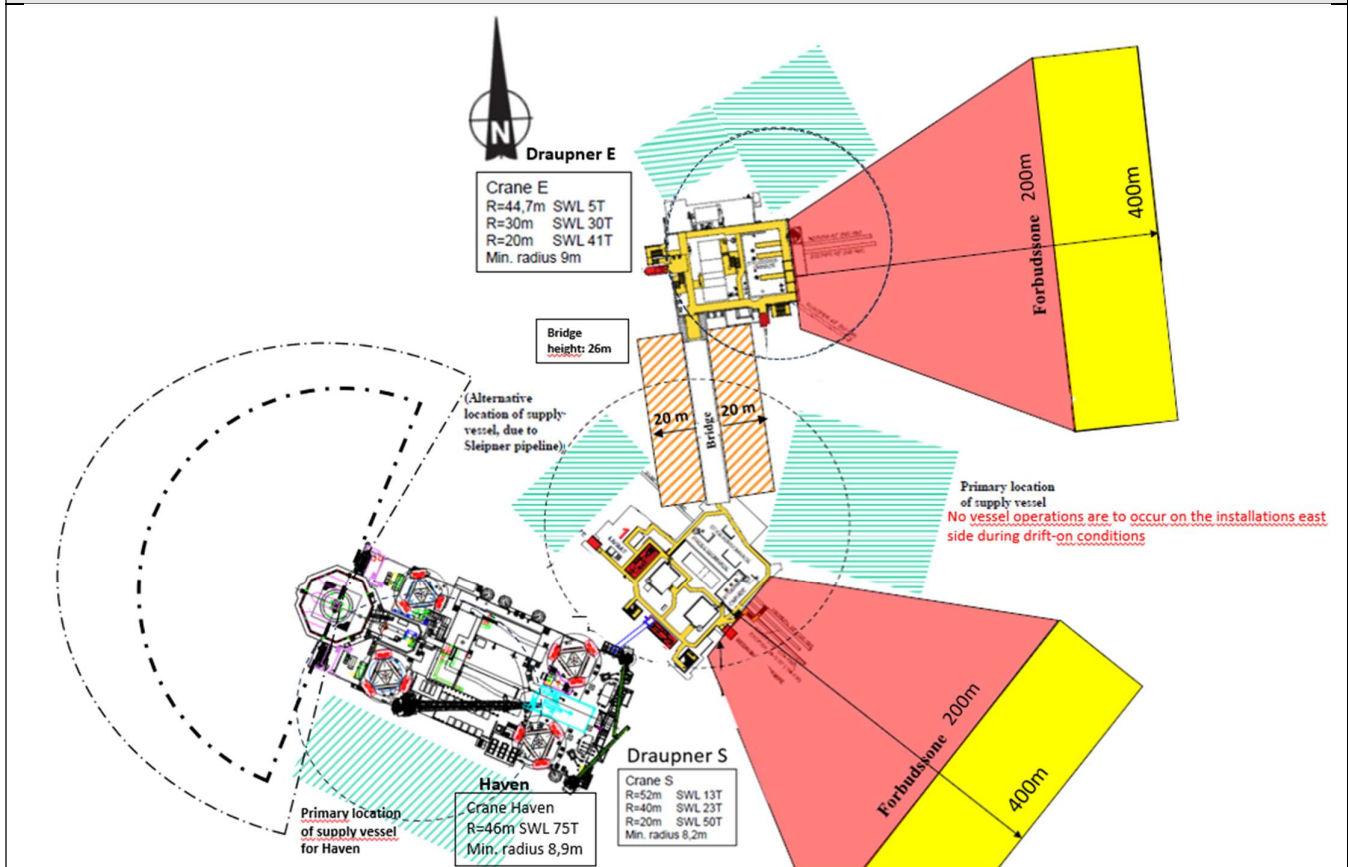 N
Draupner E
Crane E
R=44,7m SWL 5T
R=30m SWL 30T
R=20m SWL 41T
Min. radius 9m
Forbudssone 200m
400m
Bridge
height: 26m
(Alternative
location of supply
vessel, due to
Sleipner pipeline)
20 m
20 m
Bridge
Primary location
of supply vessel
No vessel operations are to occur on the installations east
side during drift-on conditions
1
Forbudssone 200m
400m
Draupner S
Crane S
R=52m SWL 13T
R=40m SWL 23T
R=20m SWL 50T
Min. radius 8,2m
Haven
Crane Haven
R=46m SWL 75T
Min. radius 8,9m
Primary location
of supply vessel
for Haven